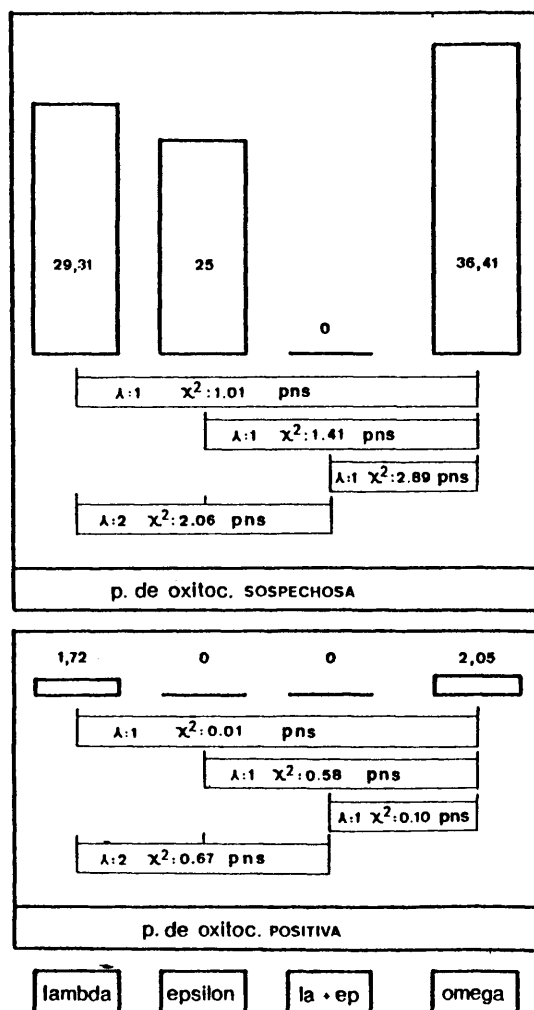 29,31 25 0 36,41
λ:1 χ²:1.01 pns
λ:1 χ²:1.41 pns
λ:1 χ²:2.89 pns
λ:2 χ²:2.06 pns
p. de oxitoc. SOSPECHOSA
1,72 0 0 2,05
λ:1 χ²:0.01 pns
λ:1 χ²:0.58 pns
λ:1 χ²:0.10 pns
λ:2 χ²:0.67 pns
p. de oxitoc. POSITIVA
lambda epsilon la + ep omega